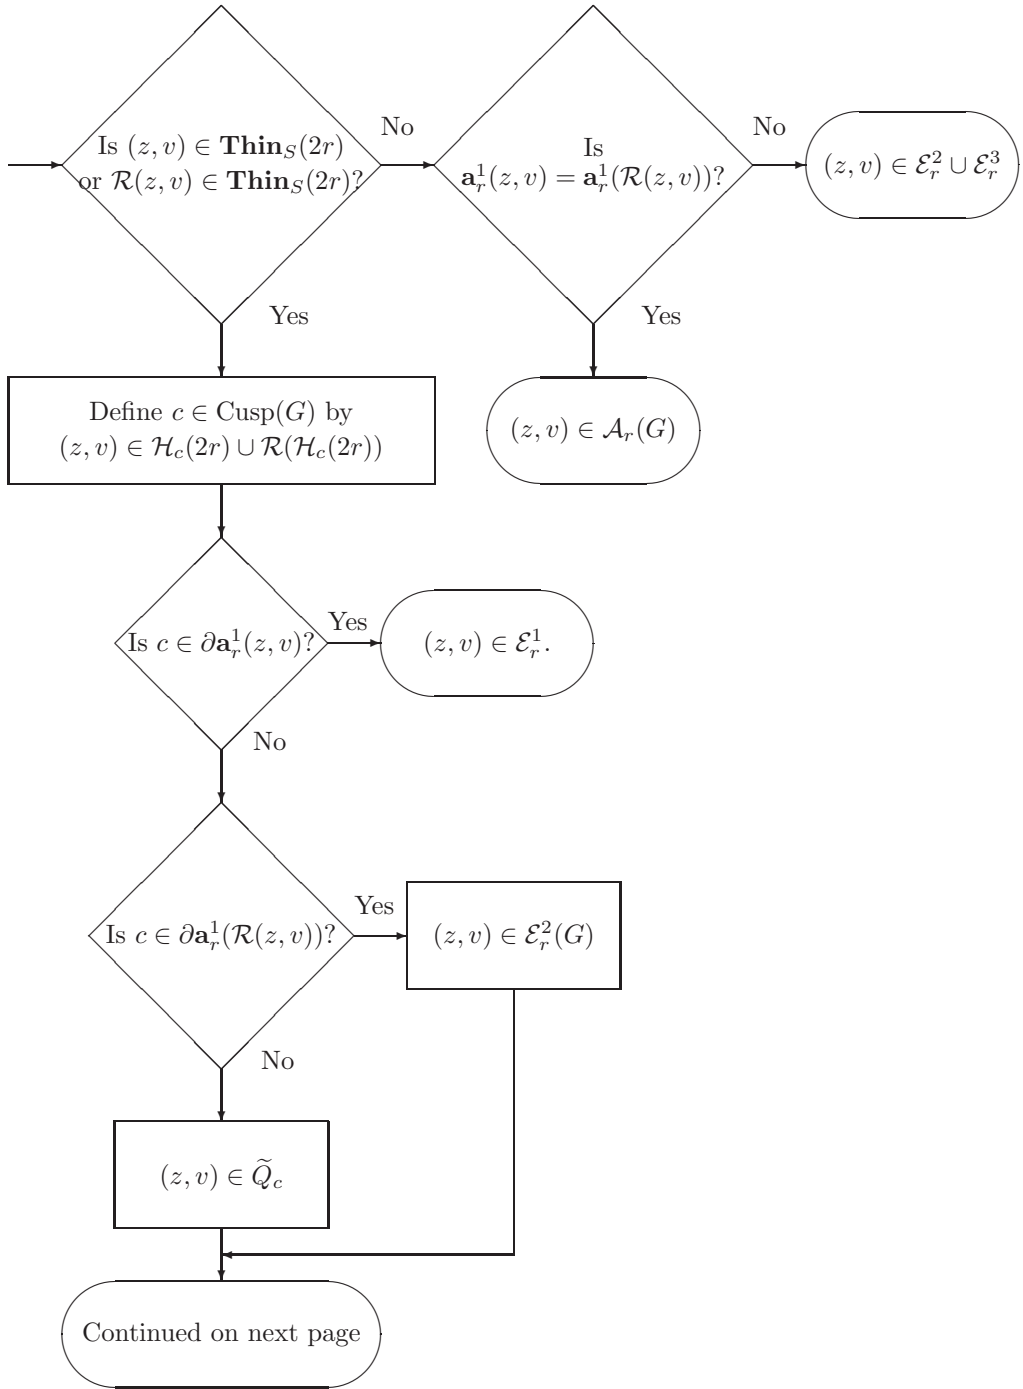 Is (z, v) ∈ Thin_S(2r)
or R(z, v) ∈ Thin_S(2r)?
No
Is
a_r^1(z, v) = a_r^1(R(z, v))?
No
(z, v) ∈ E_r^2 ∪ E_r^3
Yes
Yes
Define c ∈ Cusp(G) by
(z, v) ∈ H_c(2r) ∪ R(H_c(2r))
(z, v) ∈ A_r(G)
Is c ∈ ∂a_r^1(z, v)?
Yes
(z, v) ∈ E_r^1.
No
Is c ∈ ∂a_r^1(R(z, v))?
Yes
(z, v) ∈ E_r^2(G)
No
(z, v) ∈ Q̃_c
Continued on next page